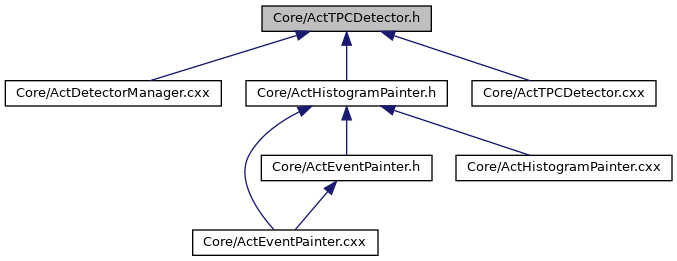 Core/ActTPCDetector.h
Core/ActDetectorManager.cxx
Core/ActHistogramPainter.h
Core/ActTPCDetector.cxx
Core/ActEventPainter.h
Core/ActHistogramPainter.cxx
Core/ActEventPainter.cxx